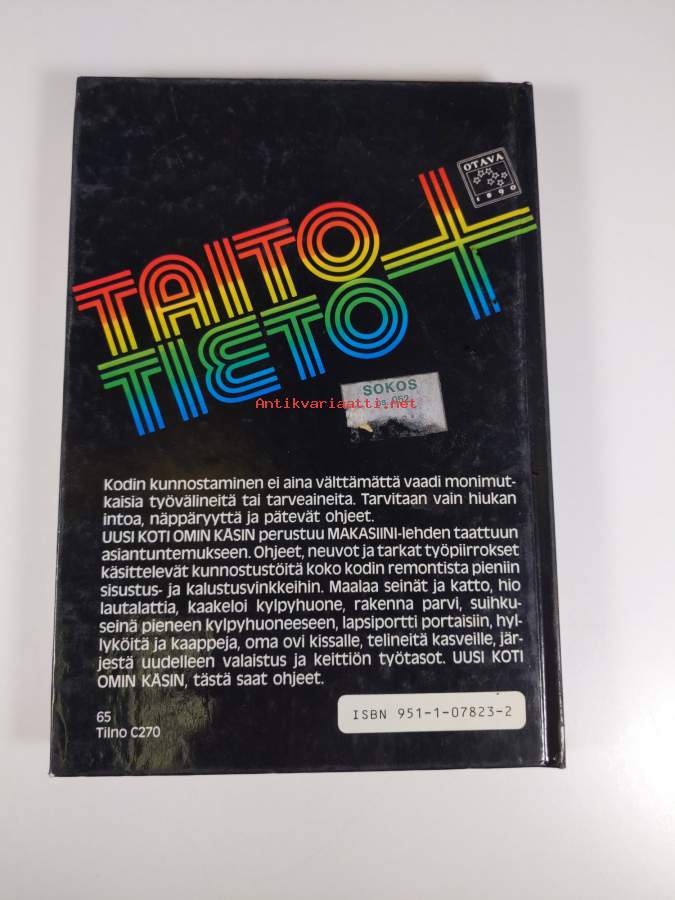 OTAVA
1890
TAITO
TIETO
SOKOS
052
Antikvariaatti.net
Kodin kunnostaminen ei aina välttämättä vaadi monimut-
kaisia työvälineitä tai tarveaineita. Tarvitaan vain hiukan
intoa, näppäryyttä ja pätevät ohjeet.
UUSI KOTI OMIN KÄSIN perustuu MAKASIINI-lehden taattuun
asiantuntemukseen. Ohjeet, neuvot ja tarkat työpiirrokset
käsittelevät kunnostustöitä koko kodin remontista pieniin
sisustus- ja kalustusvinkkeihin. Maalaa seinät ja katto, hio
lautalattia, kaakeloi kylpyhuone, rakenna parvi, suihku-
seinä pieneen kylpyhuoneeseen, lapsiportti portaisiin, hyl-
lyköitä ja kaappeja, oma ovi kissalle, telineitä kasveille, jär-
jestä uudelleen valaistus ja keittiön työtasot. UUSI KOTI
OMIN KÄSIN, tästä saat ohjeet.
65
Tilno C270
ISBN 951-1-07823-2